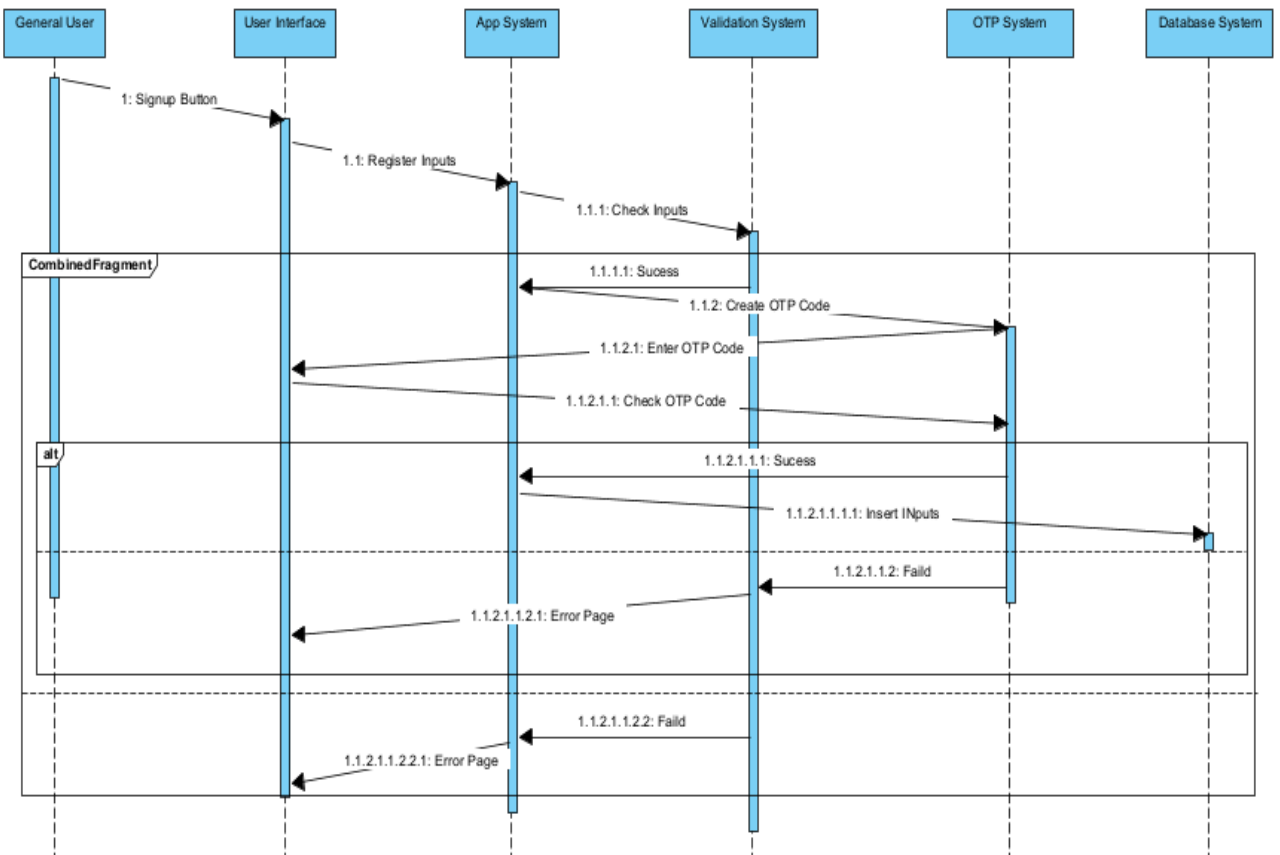 General User
User Interface
App System
Validation System
OTP System
Database System
1: Signup Button
1.1: Register Inputs
1.1.1: Check Inputs
CombinedFragment
1.1.1.1: Sucess
1.1.2: Create OTP Code
1.1.2.1: Enter OTP Code
1.1.2.1.1: Check OTP Code
alt
1.1.2.1.1.1: Sucess
1.1.2.1.1.1.1: Insert INputs
1.1.2.1.1.2: Faild
1.1.2.1.1.2.1: Error Page
1.1.2.1.1.2.2: Faild
1.1.2.1.1.2.2.1: Error Page